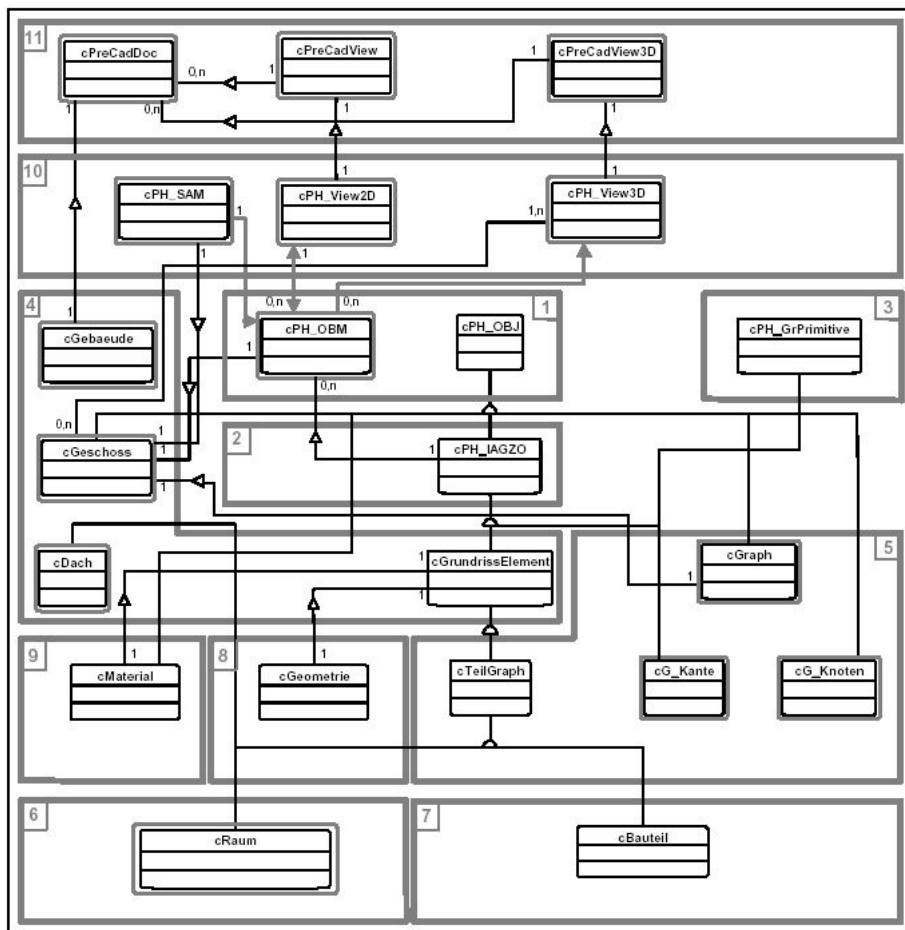 11
cPreCadDoc
cPreCadView
cPreCadView3D
0,n
1
1
1
0,n
1
1
10
cPH_SAM
1
cPH_View2D
1
cPH_View3D
1
1,n
1
1
0,n
0,n
4
1
cGebaeude
1
cPH_OBM
1
0,n
cPH_OBJ
1
3
cPH_GrPrimitive
0,n
cGeschoss
1
1
1
2
1
cPH_IAGZO
cDach
1
cGrundrissElement
1
5
cGraph
1
9
1
cMaterial
8
1
cGeometrie
cTeilGraph
cG_Kante
cG_Knoten
6
cRaum
7
cBauteil